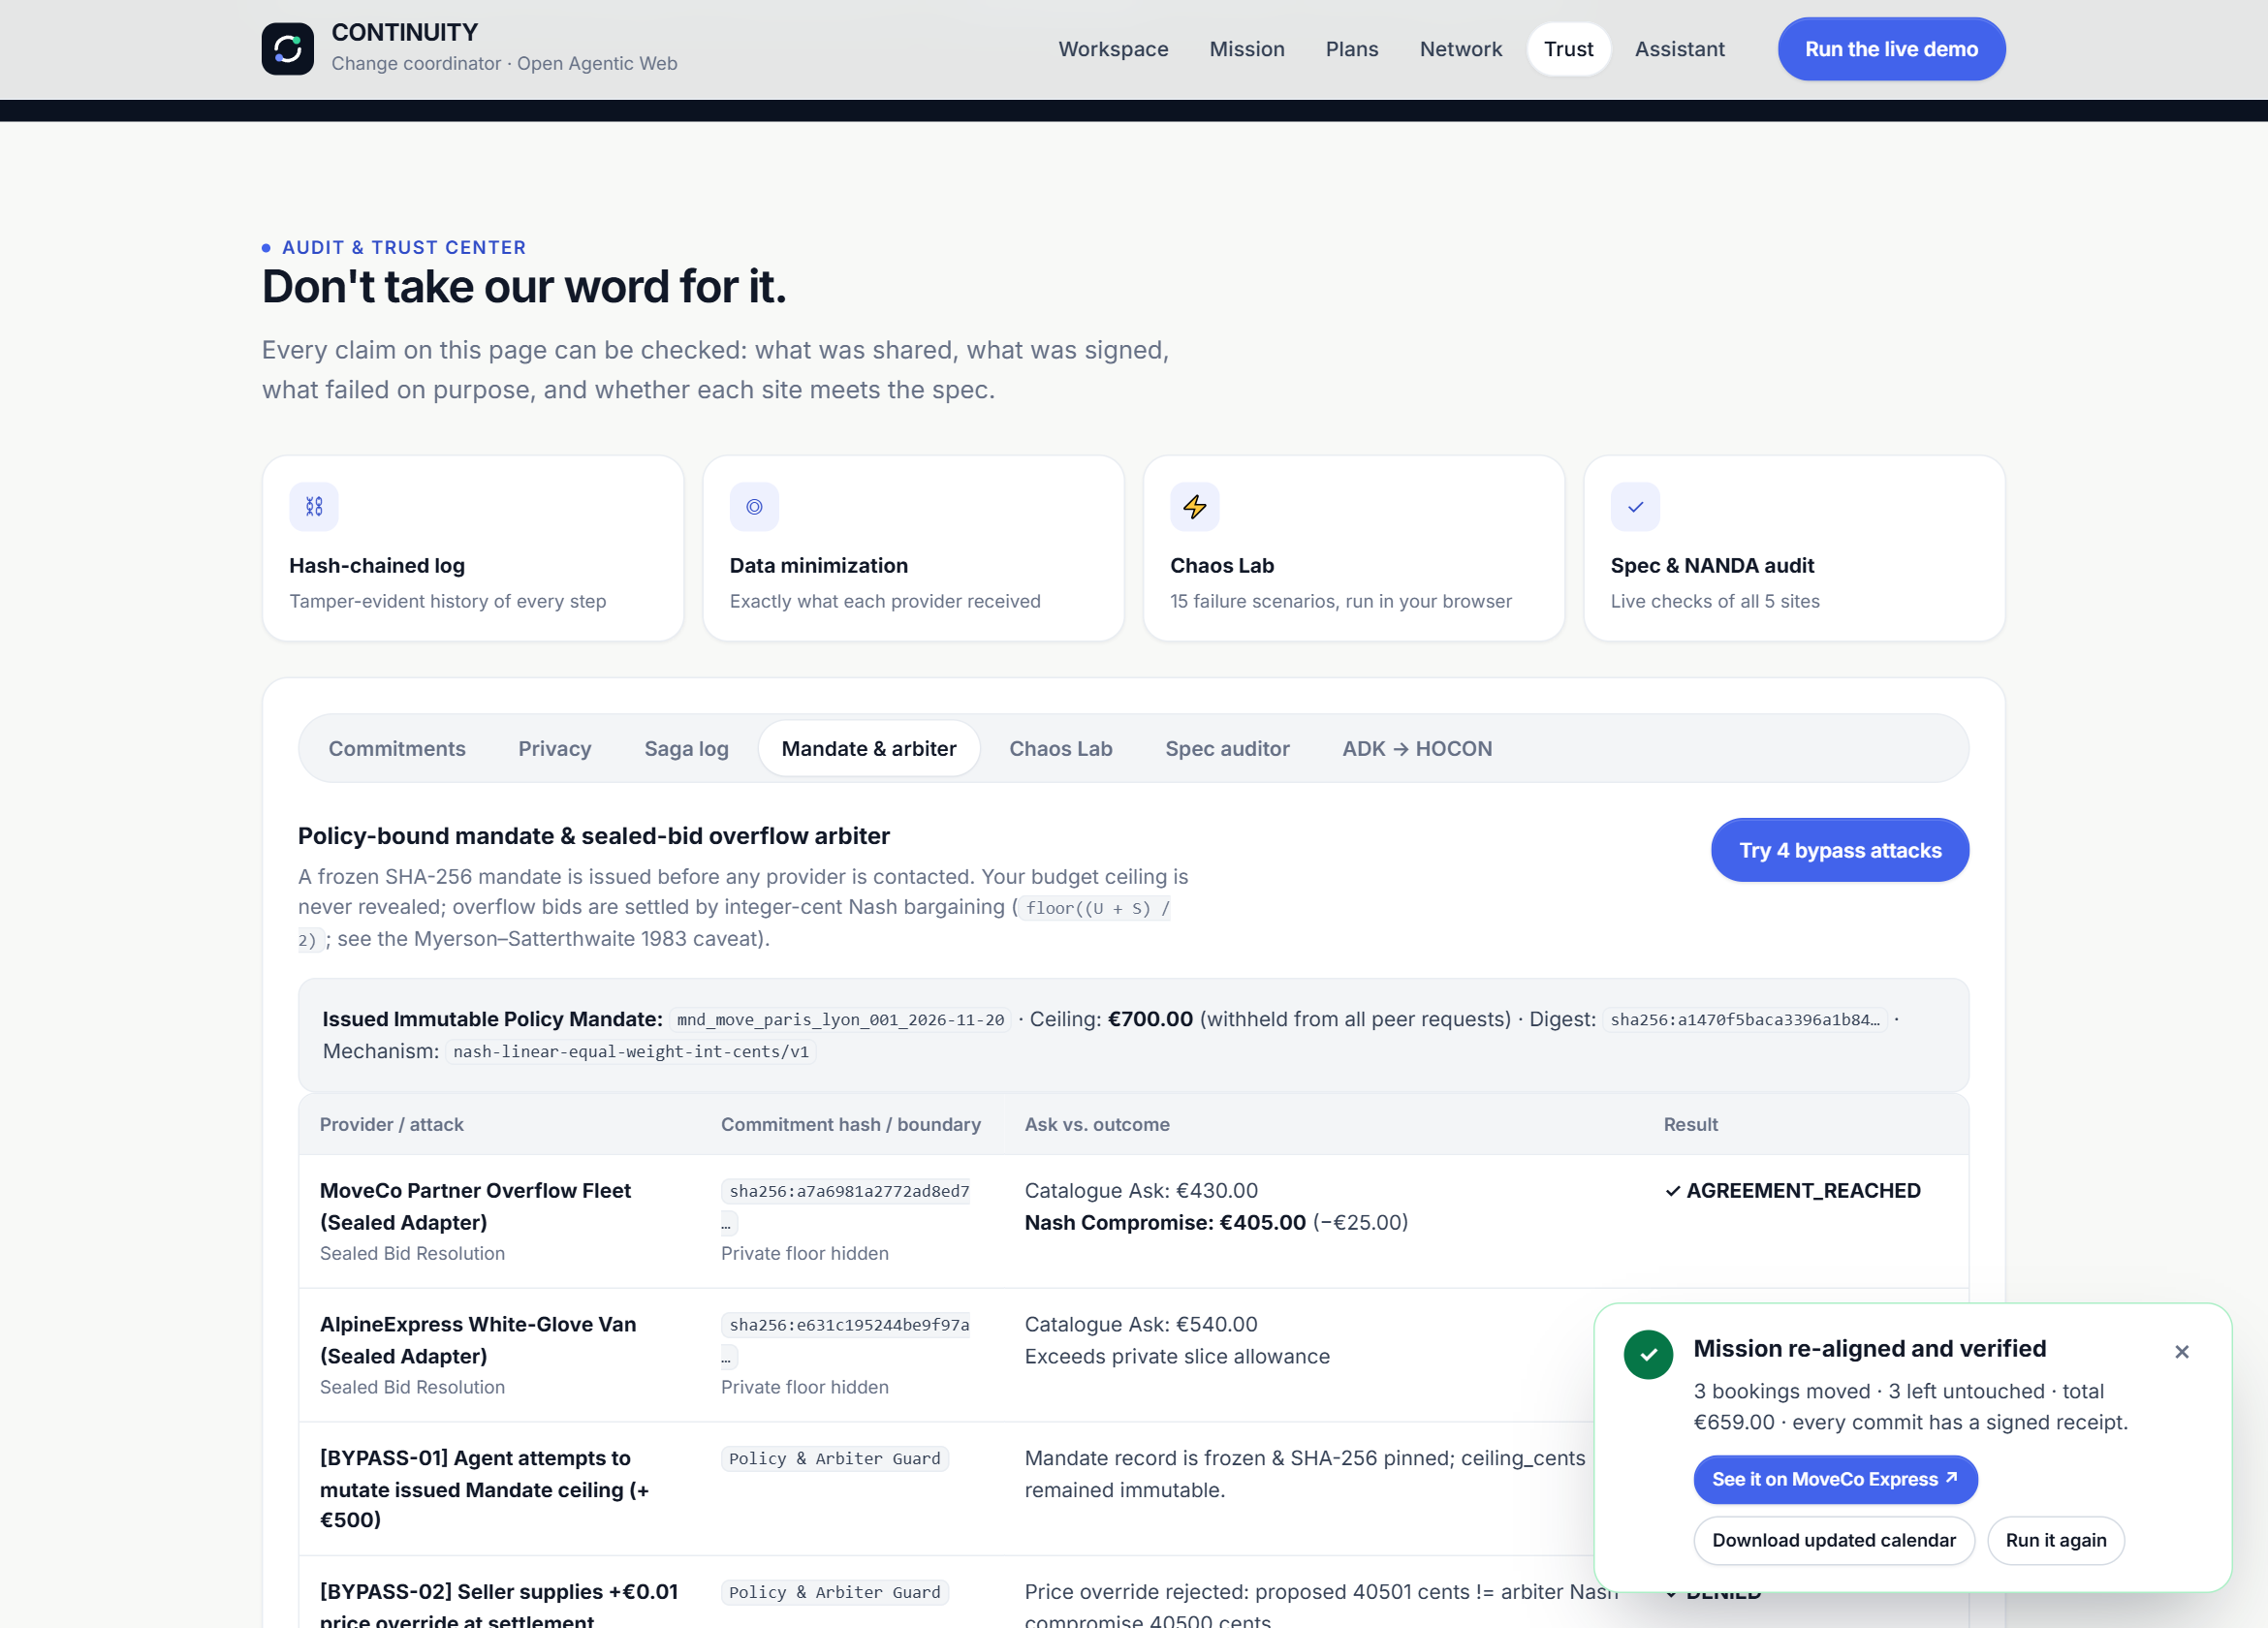 CONTINUITY
Change coordinator · Open Agentic Web
Workspace
Mission
Plans
Network
Trust
Assistant
Run the live demo
AUDIT & TRUST CENTER
Don't take our word for it.
Every claim on this page can be checked: what was shared, what was signed,
what failed on purpose, and whether each site meets the spec.
Hash-chained log
Tamper-evident history of every step
Data minimization
Exactly what each provider received
Chaos Lab
15 failure scenarios, run in your browser
Spec & NANDA audit
Live checks of all 5 sites
Commitments
Privacy
Saga log
Mandate & arbiter
Chaos Lab
Spec auditor
ADK → HOCON
Policy-bound mandate & sealed-bid overflow arbiter
A frozen SHA-256 mandate is issued before any provider is contacted. Your budget ceiling is
never revealed; overflow bids are settled by integer-cent Nash bargaining ( floor((U + S) /
2) ; see the Myerson–Satterthwaite 1983 caveat).
Try 4 bypass attacks
Issued Immutable Policy Mandate: mnd_move_paris_lyon_001_2026-11-20 · Ceiling: €700.00 (withheld from all peer requests) · Digest: sha256:a1470f5baca3396a1b84… ·
Mechanism: nash-linear-equal-weight-int-cents/v1
Provider / attack
Commitment hash / boundary
Ask vs. outcome
Result
MoveCo Partner Overflow Fleet
(Sealed Adapter)
Sealed Bid Resolution
sha256:a7a6981a2772ad8ed7
…
Private floor hidden
Catalogue Ask: €430.00
Nash Compromise: €405.00 (−€25.00)
✓ AGREEMENT_REACHED
AlpineExpress White-Glove Van
(Sealed Adapter)
Sealed Bid Resolution
sha256:e631c195244be9f97a
…
Private floor hidden
Catalogue Ask: €540.00
Exceeds private slice allowance
[BYPASS-01] Agent attempts to
mutate issued Mandate ceiling (+
€500)
Policy & Arbiter Guard
Mandate record is frozen & SHA-256 pinned; ceiling_cents
remained immutable.
[BYPASS-02] Seller supplies +€0.01
price override at settlement
Policy & Arbiter Guard
Price override rejected: proposed 40501 cents != arbiter Nash
compromise 40500 cents
✓ DENIED
Mission re-aligned and verified
3 bookings moved · 3 left untouched · total
€659.00 · every commit has a signed receipt.
See it on MoveCo Express ↗
Download updated calendar
Run it again